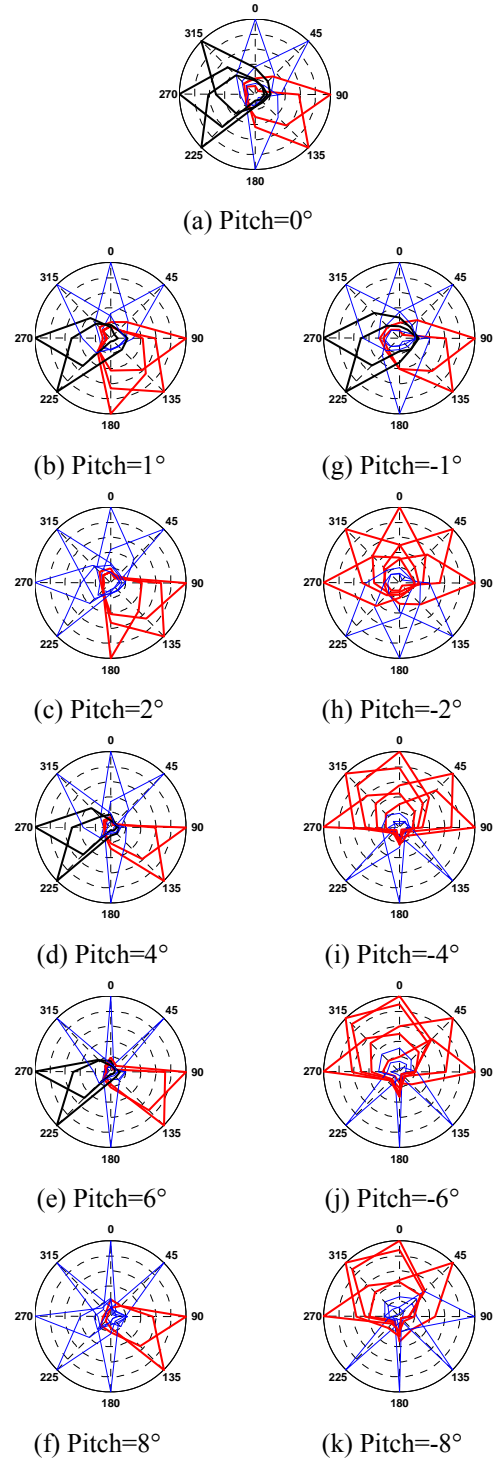 0
315 45
270 90
225 135
180
(a) Pitch=0°
0 0
315 45 315 45
270 90 270 90
225 135 225 135
180 180
(b) Pitch=1° (g) Pitch=-1°
0 0
315 45 315 45
270 90 270 90
225 135 225 135
180 180
(c) Pitch=2° (h) Pitch=-2°
0 0
315 45 315 45
270 90 270 90
225 135 225 135
180 180
(d) Pitch=4° (i) Pitch=-4°
0 0
315 45 315 45
270 90 270 90
225 135 225 135
180 180
(e) Pitch=6° (j) Pitch=-6°
0 0
315 45 315 45
270 90 270 90
225 135 225 135
180 180
(f) Pitch=8° (k) Pitch=-8°